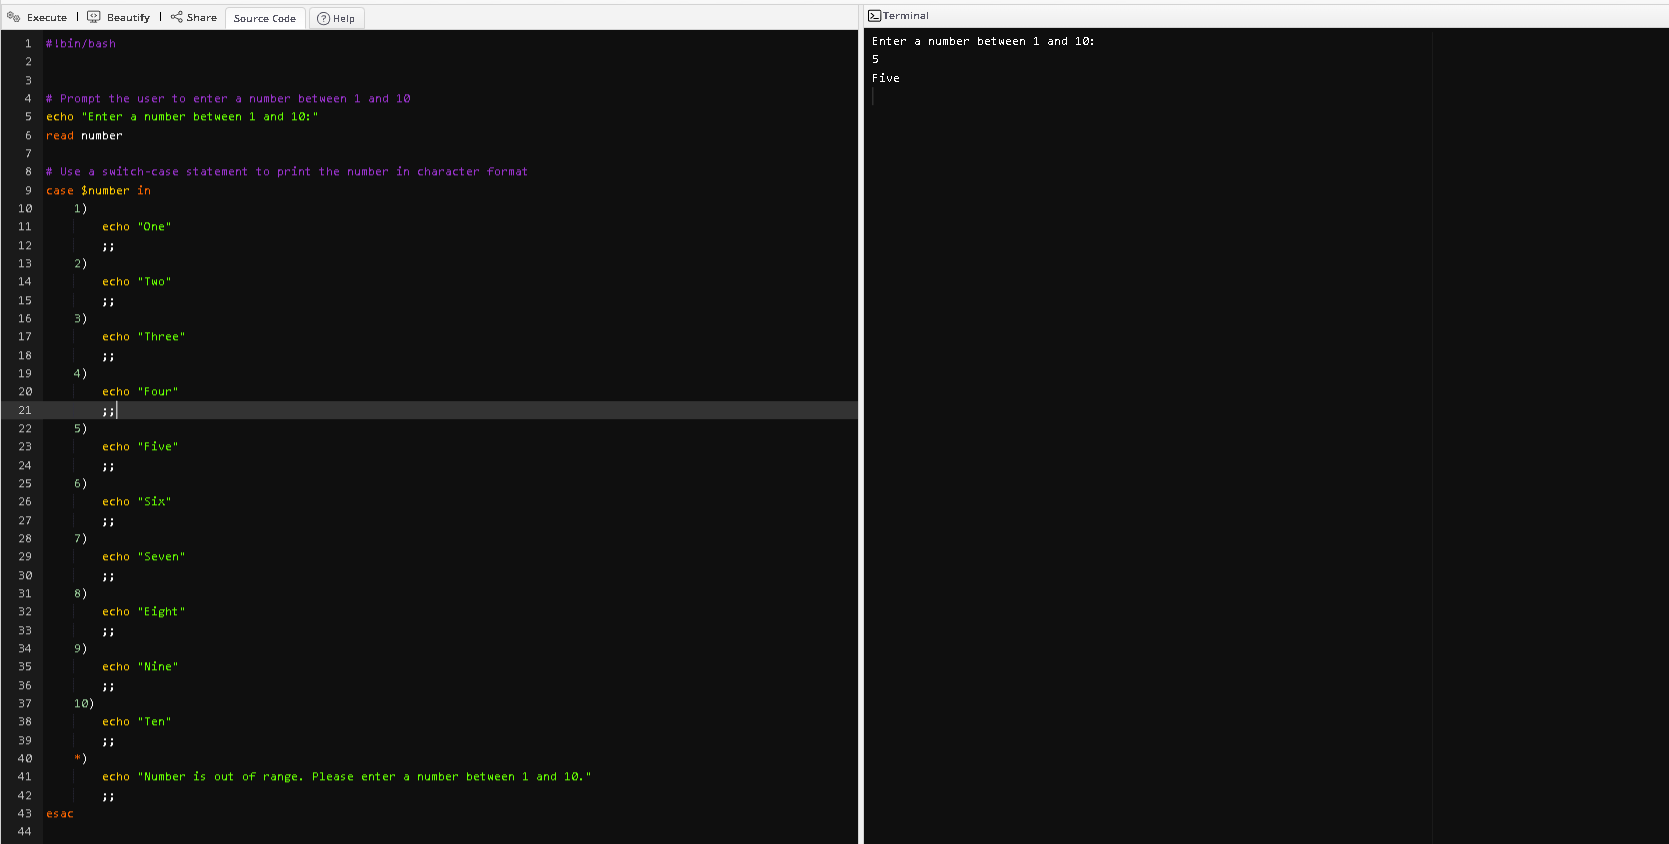 Execute | Beautify | Share Source Code Help
1 #!bin/bash
2
3
4 # Prompt the user to enter a number between 1 and 10
5 echo "Enter a number between 1 and 10:"
6 read number
7
8 # Use a switch-case statement to print the number in character format
9 case $number in
10 1)
11 echo "One"
12 ;;
13 2)
14 echo "Two"
15 ;;
16 3)
17 echo "Three"
18 ;;
19 4)
20 echo "Four"
21 ;;
22 5)
23 echo "Five"
24 ;;
25 6)
26 echo "Six"
27 ;;
28 7)
29 echo "Seven"
30 ;;
31 8)
32 echo "Eight"
33 ;;
34 9)
35 echo "Nine"
36 ;;
37 10)
38 echo "Ten"
39 ;;
40 *)
41 echo "Number is out of range. Please enter a number between 1 and 10."
42 ;;
43 esac
44
Terminal
Enter a number between 1 and 10:
5
Five